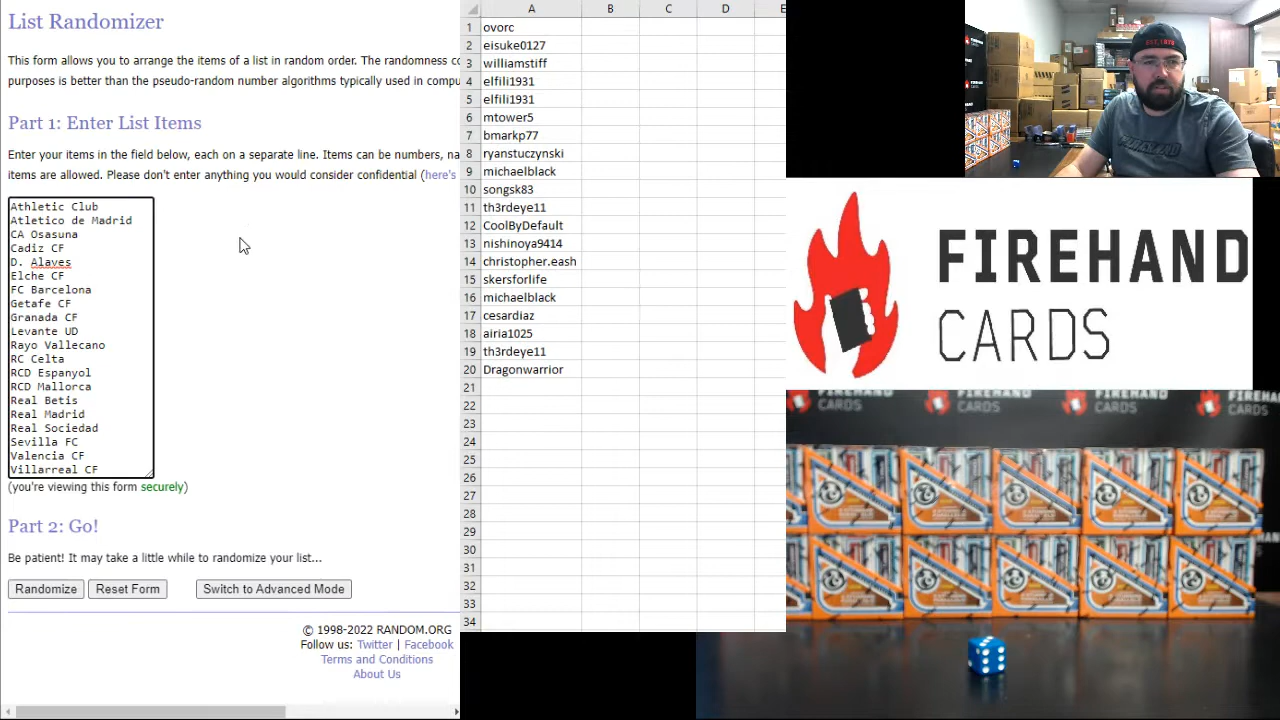 List Randomizer
This form allows you to arrange the items of a list in random order. The randomness co
purposes is better than the pseudo-random number algorithms typically used in compu
Part 1: Enter List Items
Enter your items in the field below, each on a separate line. Items can be numbers, na
items are allowed. Please don't enter anything you would consider confidential (here's
Athletic Club
Atletico de Madrid
CA Osasuna
Cadiz CF
D. Alaves
Elche CF
FC Barcelona
Getafe CF
Granada CF
Levante UD
Rayo Vallecano
RC Celta
RCD Espanyol
RCD Mallorca
Real Betis
Real Madrid
Real Sociedad
Sevilla FC
Valencia CF
Villarreal CF
(you're viewing this form securely)
Part 2: Go!
Be patient! It may take a little while to randomize your list...
Randomize Reset Form Switch to Advanced Mode
© 1998-2022 RANDOM.ORG
Follow us: Twitter | Facebook
Terms and Conditions
About Us
A B C D E
1 ovorc
2 eisuke0127
3 williamstiff
4 elfili1931
5 elfili1931
6 mtower5
7 bmarkp77
8 ryanstuczynski
9 michaelblack
10 songsk83
11 th3rdeye11
12 CoolByDefault
13 nishinoya9414
14 christopher.eash
15 skersforlife
16 michaelblack
17 cesardiaz
18 airia1025
19 th3rdeye11
20 Dragonwarrior
21
22
23
24
25
26
27
28
29
30
31
32
33
34
FIREHAND
CARDS
FIREHAND
CARDS